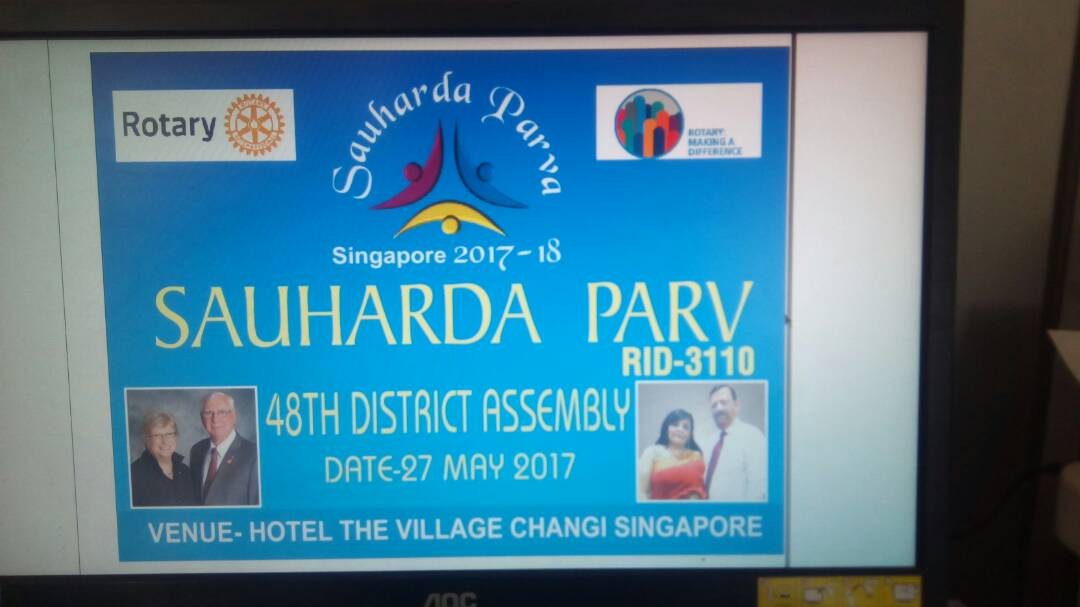 Rotary
Sauharda Parva
ROTARY:
MAKING A
DIFFERENCE
Singapore 2017-18
SAUHARDA PARV
RID-3110
48TH DISTRICT ASSEMBLY
DATE-27 MAY 2017
VENUE- HOTEL THE VILLAGE CHANGI SINGAPORE
AOC